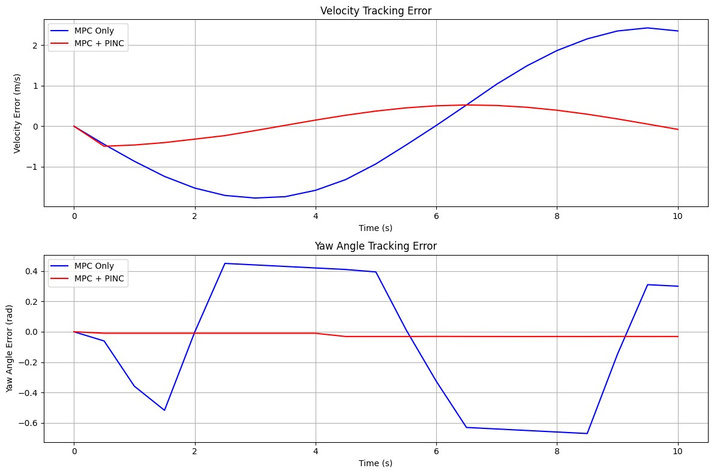 Velocity Tracking Error
MPC Only
MPC + PINC
2
1
0
−1
Velocity Error (m/s)
0 2 4 6 8 10
Time (s)
Yaw Angle Tracking Error
MPC Only
MPC + PINC
0.4
0.2
0.0
−0.2
−0.4
−0.6
Yaw Angle Error (rad)
0 2 4 6 8 10
Time (s)